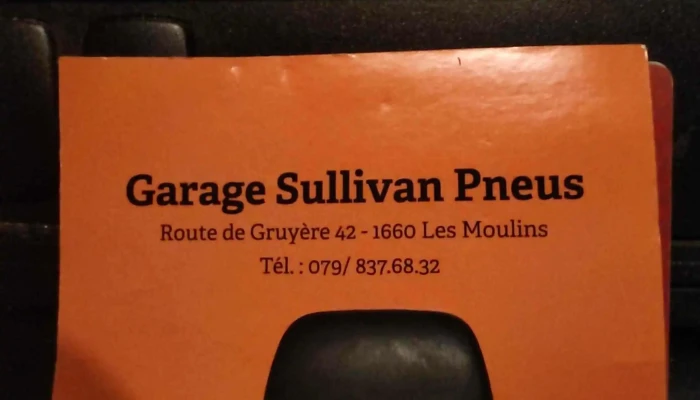 Garage Sullivan Pneus
Route de Gruyère 42 - 1660 Les Moulins
Tél. : 079/ 837.68.32